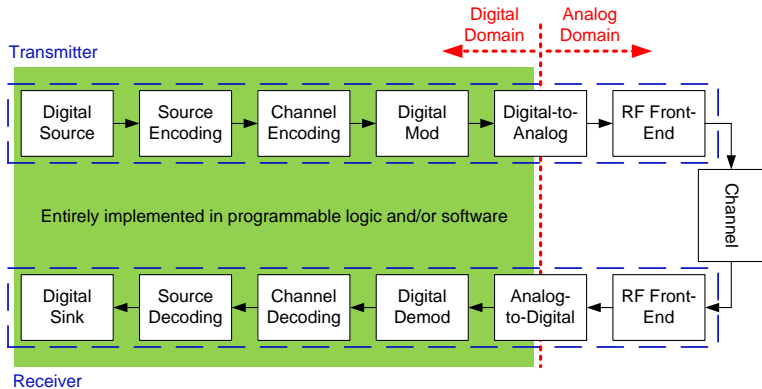 Digital
Domain
Analog
Domain
Transmitter
Digital
Source
Source
Encoding
Channel
Encoding
Digital
Mod
Digital-to-
Analog
RF Front-
End
Channel
Entirely implemented in programmable logic and/or software
Digital
Sink
Source
Decoding
Channel
Decoding
Digital
Demod
Analog-
to-Digital
RF Front-
End
Receiver